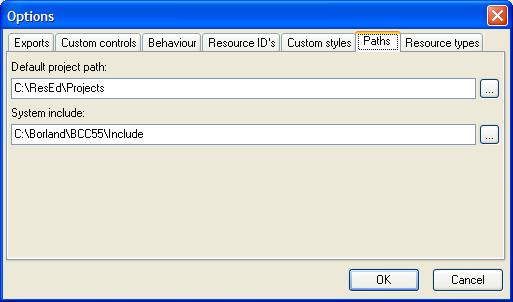 Options
Exports Custom controls Behaviour Resource ID's Custom styles Paths Resource types
Default project path:
C:\ResEd\Projects
...
System include:
C:\Borland\BCC55\Include
...
OK Cancel